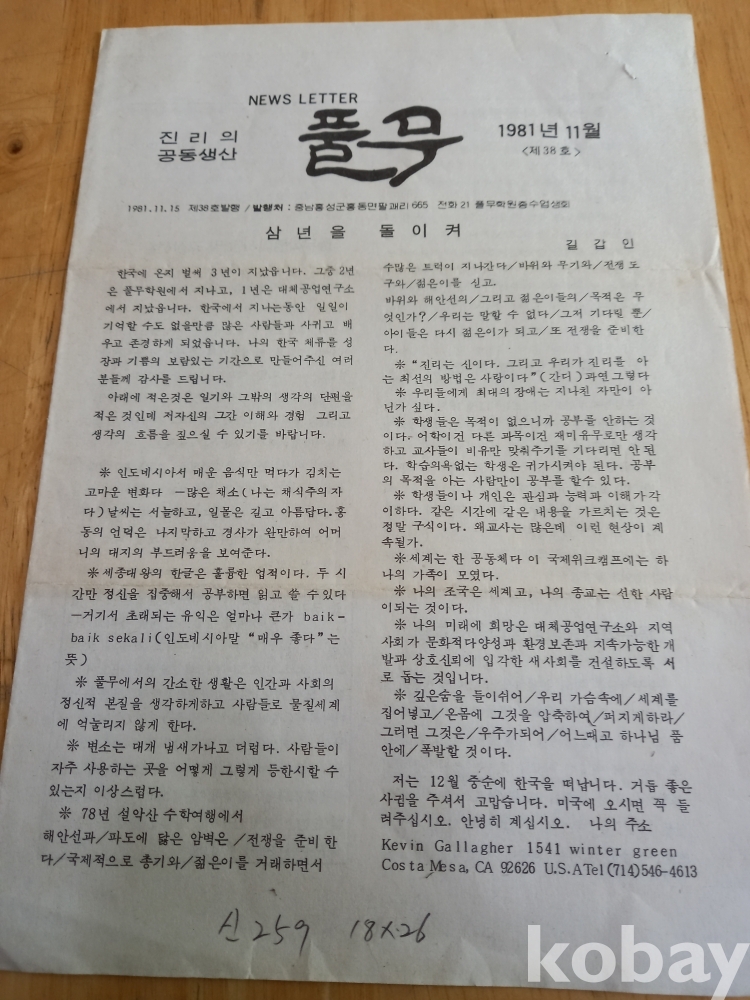 NEWS LETTER
진리의
공동생산
풀무
1981년 11월
<제38호>
1981.11.15 제38호발행 / 발행처 : 충남홍성군홍동면팔괘리 665 전화 21 풀무학원 수업생회
삼년을 돌이켜
길갑인
한국에 온지 벌써 3년이 지났읍니다. 그중 2년
은 풀무학원에서 지나고, 1년은 대체공업연구소
에서 지났읍니다. 한국에서 지나는동안 일일이
기억할 수도 없을만큼 많은 사람들과 사귀고 배
우고 존경하게 되었읍니다. 나의 한국 체류를 성
장과 기쁨의 보람있는 기간으로 만들어주신 여러
분들께 감사를 드립니다.
아래에 적은것은 일기와 그밖의 생각의 단편을
적은 것인데 저자신의 그간 이해와 경험 그리고
생각의 흐름을 짚으실 수 있기를 바랍니다.
※ 인도네시아서 매운 음식만 먹다가 김치는
고마운 변화다 —많은 채소 (나는 채식주의 자
다) 날씨는 서늘하고, 일몰은 길고 아름답다. 홍
동의 언덕은 나지막하고 경사가 완만하여 어머
니의 대지의 부드러움을 보여준다.
※ 세종대왕의 한글은 훌륭한 업적이다. 두 시
간만 정신을 집중해서 공부하면 읽고 쓸 수 있다
—거기서 초래되는 유익은 얼마나 큰가 baik-
baik sekali (인도네시아말 “매우 좋다”는
뜻)
※ 풀무에서의 간소한 생활은 인간과 사회의
정신적 본질을 생각하게하고 사람들로 물질세계
에 억눌리지 않게 한다.
※ 변소는 대개 냄새가나고 더럽다. 사람들이
자주 사용하는 곳을 어떻게 그렇게 등한시할 수
있는지 이상스럽다.
※ 78년 설악산 수학여행에서
해안선과/파도에 닳은 암벽은 /전쟁을 준비 한
다/국제적으로 총기와/젊은이를 거래하면서
수많은 트럭이 지나간다/바위와 무기와/전쟁 도
구와/젊은이를 싣고.
바위와 해안선의/그리고 젊은이들의/목적은 무
엇인가?/우리는 말할 수 없다/그저 기다릴 뿐/
아이들은 다시 젊은이가 되고/또 전쟁을 준비한
다.
※ “진리는 신이다. 그리고 우리가 진리를 아
는 최선의 방법은 사랑이다” (간디) 과연그렇다
※ 우리들에게 최대의 장애는 지나친 자만이 아
닌가 싶다.
※ 학생들은 목적이 없으니까 공부를 안하는 것
이다. 어학이건 다른 과목이건 재미유무로만 생각
하고 교사들이 비유만 맞춰주기를 기다리면 안된
다. 학습의욕없는 학생은 귀가시켜야 된다. 공부
의 목적을 아는 사람만이 공부를 할수 있다.
※ 학생들이나 개인은 관심과 능력과 이해가각
이하다. 같은 시간에 같은 내용을 가르치는 것은
정말 구식이다. 왜교사는 많은데 이런 현상이 계
속될가.
※ 세계는 한 공동체다 이 국제워크캠프에는 하
나의 가족이 모였다.
※ 나의 조국은 세계고, 나의 종교는 선한 사람
이되는 것이다.
※ 나의 미래에 희망은 대체공업연구소와 지역
사회가 문화적다양성과 환경보존과 지속가능한개
발과 상호신뢰에 입각한 새사회를 건설하도록 서
로 돕는 것입니다.
※ 깊은숨을 들이쉬어/우리 가슴속에/세계를
집어넣고/온몸에 그것을 압축하여/퍼지게하라/
그러면 그것은/우주가되어/어느때고 하나님 품
안에/폭발할 것이다.
저는 12월 중순에 한국을 떠납니다. 거듭 좋은
사귐을 주셔서 고맙습니다. 미국에 오시면 꼭 들
려주십시오. 안녕히 계십시오. 나의 주소
Kevin Gallagher 1541 winter green
Costa Mesa, CA 92626 U.S.A Tel (714)546-4613
신 259 18×26
kobay